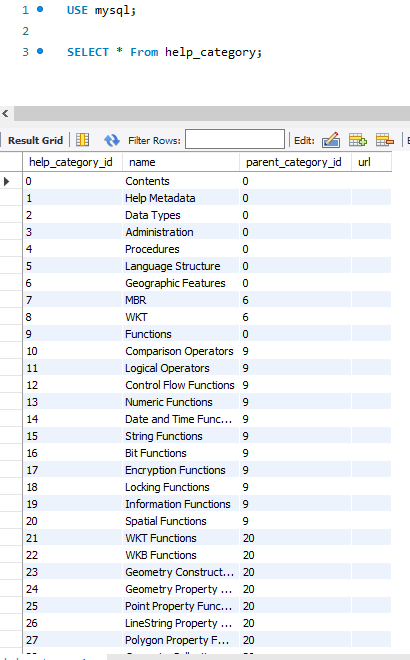 1 USE mysql;
2
3 SELECT * From help_category;
Result Grid Filter Rows: Edit:
help_category_id name parent_category_id url
0 Contents 0
1 Help Metadata 0
2 Data Types 0
3 Administration 0
4 Procedures 0
5 Language Structure 0
6 Geographic Features 0
7 MBR 6
8 WKT 6
9 Functions 0
10 Comparison Operators 9
11 Logical Operators 9
12 Control Flow Functions 9
13 Numeric Functions 9
14 Date and Time Func... 9
15 String Functions 9
16 Bit Functions 9
17 Encryption Functions 9
18 Locking Functions 9
19 Information Functions 9
20 Spatial Functions 9
21 WKT Functions 20
22 WKB Functions 20
23 Geometry Construct... 20
24 Geometry Property ... 20
25 Point Property Func... 20
26 LineString Property ... 20
27 Polygon Property F... 20